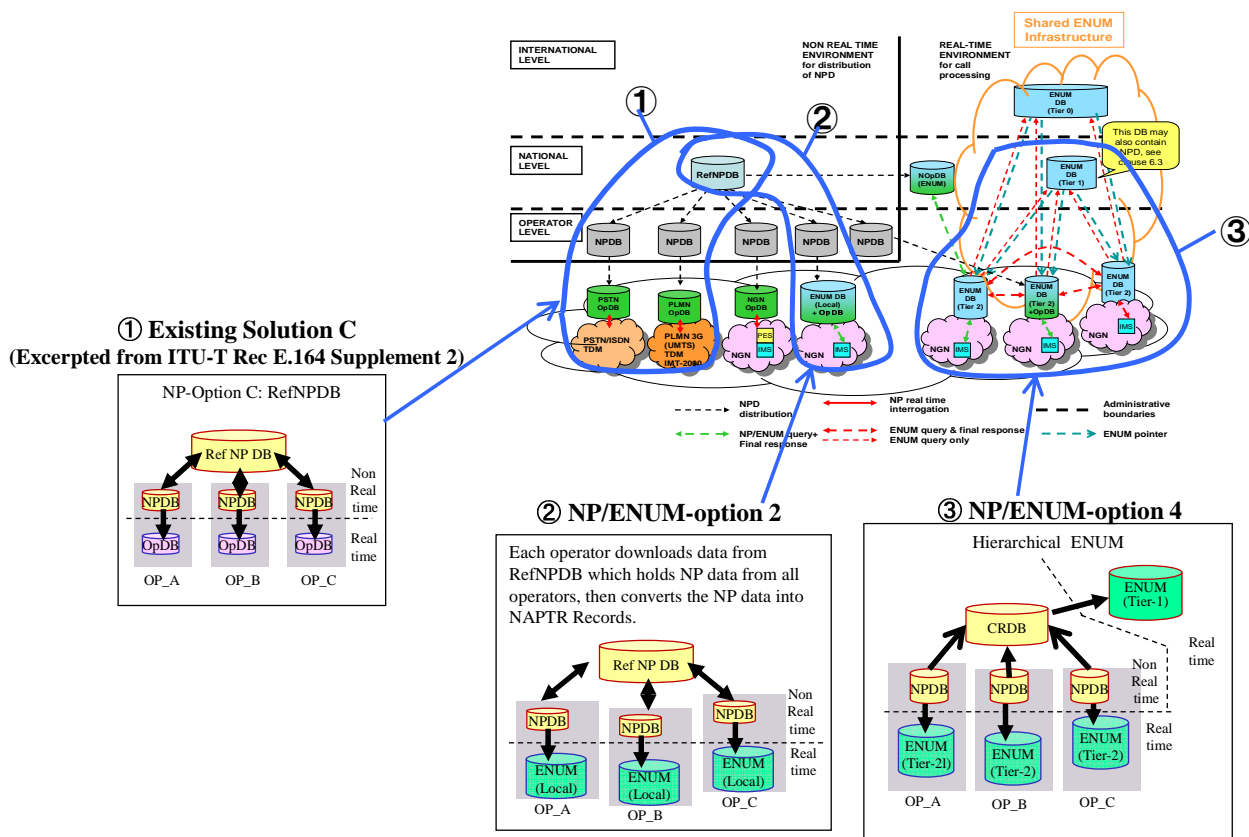 Shared ENUM
Infrastructure
INTERNATIONAL
LEVEL
NON REAL TIME
ENVIRONMENT
for distribution
of NPD
REAL-TIME
ENVIRONMENT
for call
processing
①
②
③
ENUM
DB
(Tier 0)
This DB may
also contain
NPD, see
clause 6.3
NATIONAL
LEVEL
RefNPDB
NOpDB
(ENUM)
ENUM
DB
(Tier 1)
OPERATOR
LEVEL
NPDB
NPDB
NPDB
NPDB
NPDB
PSTN
OpDB
PLMN
OpDB
NGN
OpDB
ENUM DB
(Local)
+ OpDB
ENUM
DB
(Tier 2)
ENUM
DB
(Tier 2)
+OpDB
ENUM
DB
(Tier 2)
PSTN/ISDN
TDM
PLMN 3G
(UMTS)
TDM
IMT-2000
NGN
PES
IMS
NGN
IMS
NGN
IMS
NGN
IMS
NGN
IMS
NPD
distribution
NP real time
interrogation
Administrative
boundaries
NP/ENUM query+
Final response
ENUM query & final response
ENUM query only
ENUM pointer
① Existing Solution C
(Excerpted from ITU-T Rec E.164 Supplement 2)
NP-Option C: RefNPDB
Ref NP DB
Non
Real
time
NPDB
NPDB
NPDB
Real
time
OpDB
OpDB
OpDB
OP_A
OP_B
OP_C
② NP/ENUM-option 2
Each operator downloads data from
RefNPDB which holds NP data from all
operators, then converts the NP data into
NAPTR Records.
Ref NP DB
Non
Real
time
NPDB
NPDB
NPDB
Real
time
ENUM
(Local)
ENUM
(Local)
ENUM
(Local)
OP_A
OP_B
OP_C
③ NP/ENUM-option 4
Hierarchical ENUM
ENUM
(Tier-1)
CRDB
Real
time
Non
Real
time
NPDB
NPDB
NPDB
Real
time
ENUM
(Tier-2l)
ENUM
(Tier-2)
ENUM
(Tier-2)
OP_A
OP_B
OP_C